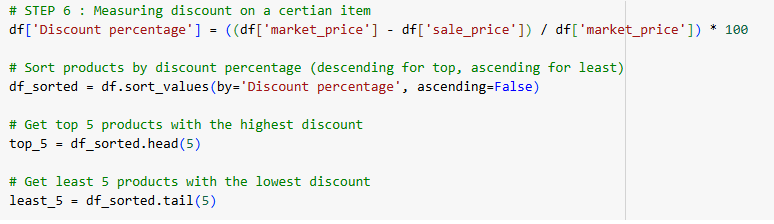 # STEP 6 : Measuring discount on a certian item
df['Discount percentage'] = ((df['market_price'] - df['sale_price']) / df['market_price']) * 100
# Sort products by discount percentage (descending for top, ascending for least)
df_sorted = df.sort_values(by='Discount percentage', ascending=False)
# Get top 5 products with the highest discount
top_5 = df_sorted.head(5)
# Get least 5 products with the lowest discount
least_5 = df_sorted.tail(5)